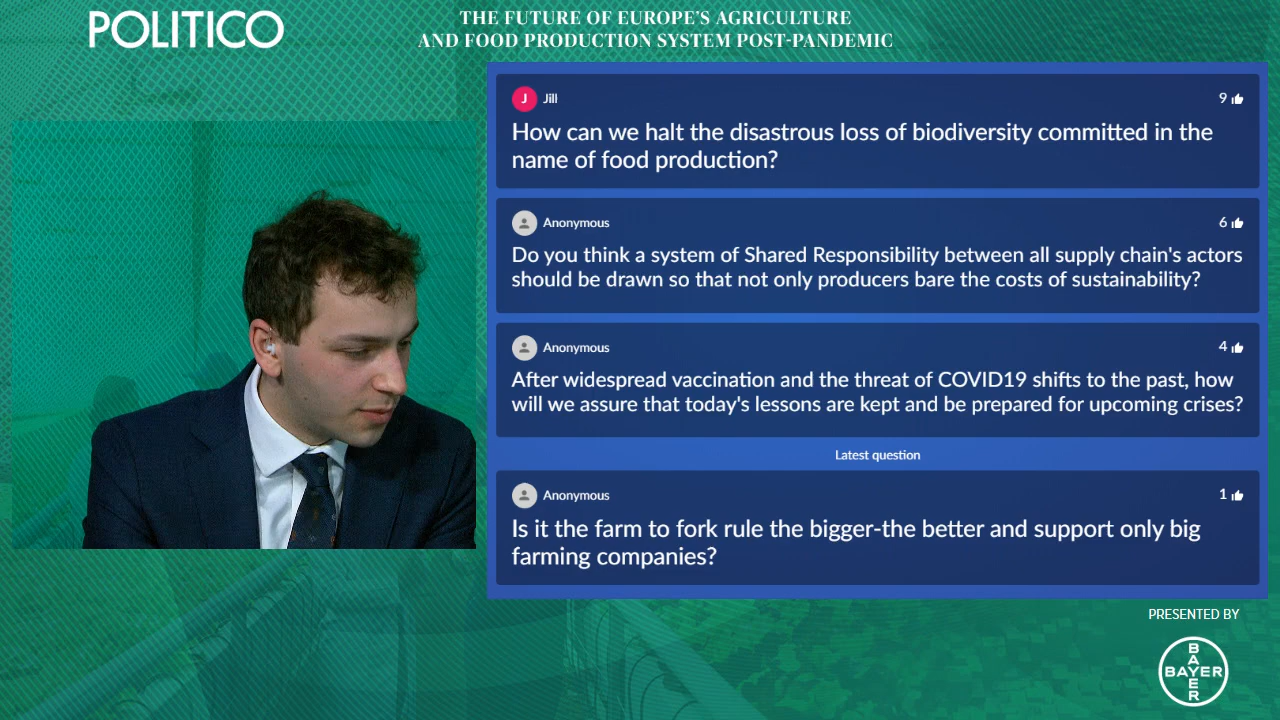 POLITICO
THE FUTURE OF EUROPE'S AGRICULTURE
AND FOOD PRODUCTION SYSTEM POST-PANDEMIC
J Jill 9
How can we halt the disastrous loss of biodiversity committed in the
name of food production?
Anonymous 6
Do you think a system of Shared Responsibility between all supply chain's actors
should be drawn so that not only producers bare the costs of sustainability?
Anonymous 4
After widespread vaccination and the threat of COVID19 shifts to the past, how
will we assure that today's lessons are kept and be prepared for upcoming crises?
Latest question
Anonymous 1
Is it the farm to fork rule the bigger-the better and support only big
farming companies?
PRESENTED BY
BAYER
BAYER